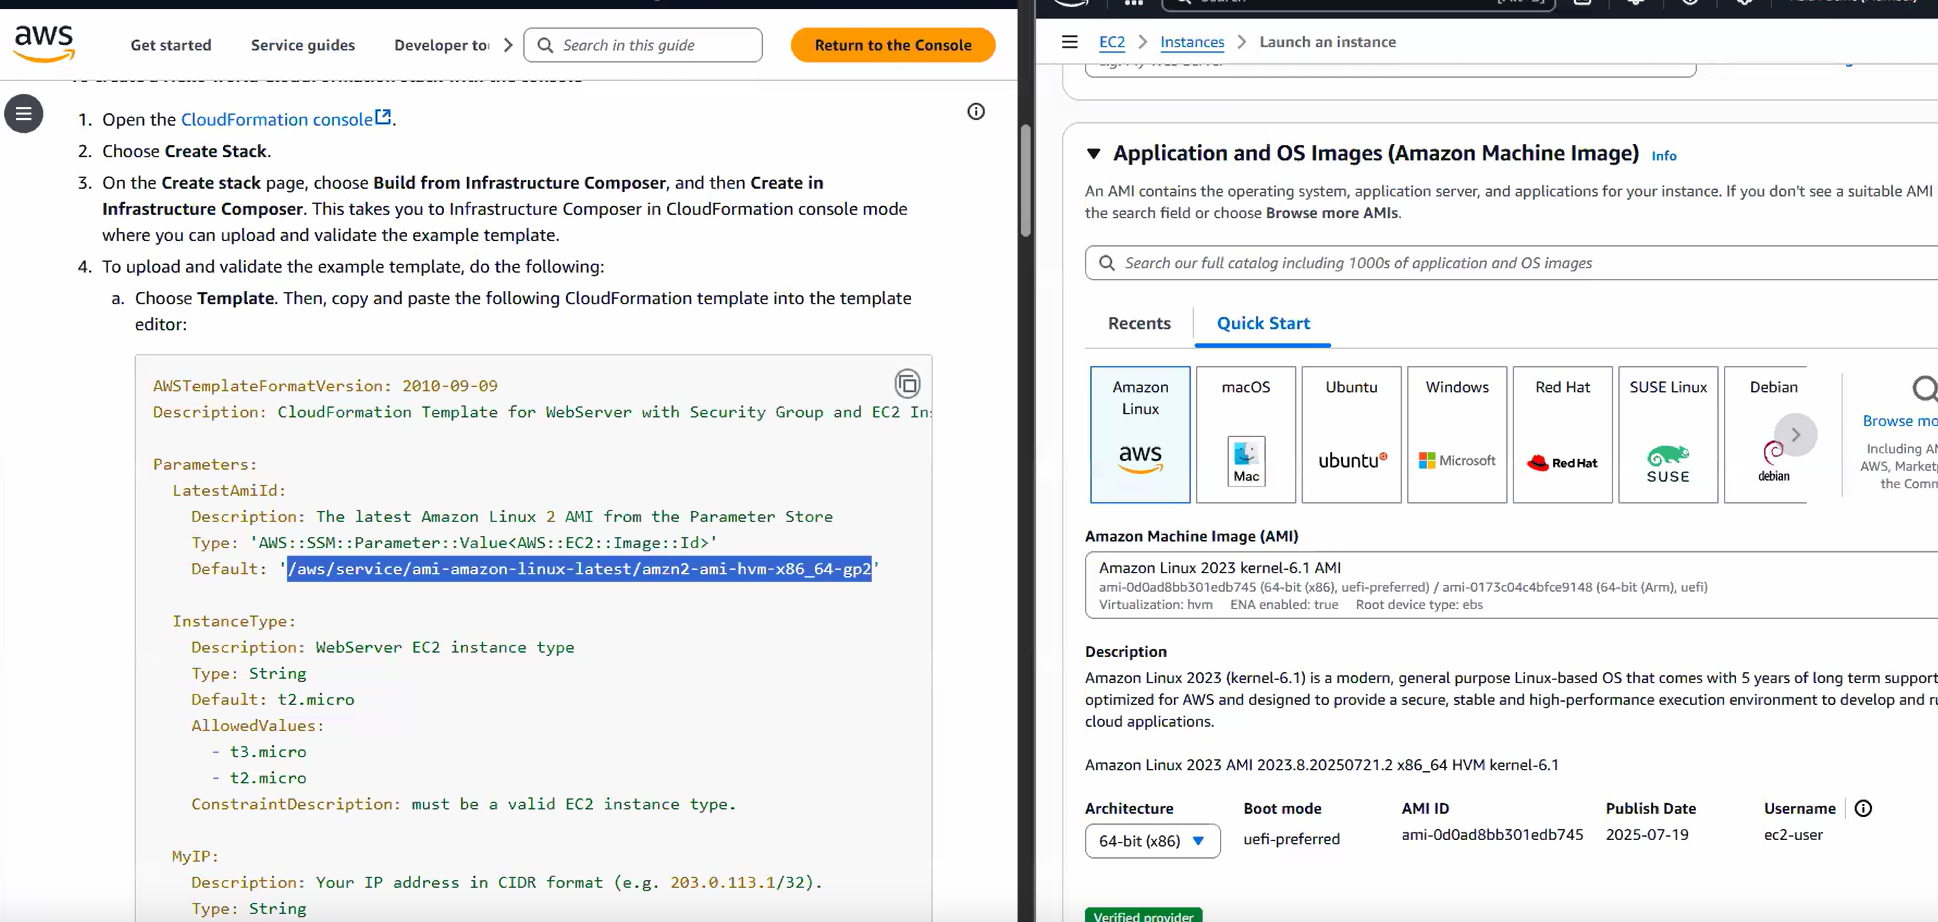 aws
Get started
Service guides
Developer to
Search in this guide
Return to the Console
1. Open the CloudFormation console.
2. Choose Create Stack.
3. On the Create stack page, choose Build from Infrastructure Composer, and then Create in
Infrastructure Composer. This takes you to Infrastructure Composer in CloudFormation console mode
where you can upload and validate the example template.
4. To upload and validate the example template, do the following:
a. Choose Template. Then, copy and paste the following CloudFormation template into the template
editor:
AWSTemplateFormatVersion: 2010-09-09
Description: CloudFormation Template for WebServer with Security Group and EC2 Ins
Parameters:
LatestAmiId:
Description: The latest Amazon Linux 2 AMI from the Parameter Store
Type: 'AWS::SSM::Parameter::Value<AWS::EC2::Image::Id>'
Default: '/aws/service/ami-amazon-linux-latest/amzn2-ami-hvm-x86_64-gp2'
InstanceType:
Description: WebServer EC2 instance type
Type: String
Default: t2.micro
AllowedValues:
- t3.micro
- t2.micro
ConstraintDescription: must be a valid EC2 instance type.
MyIP:
Description: Your IP address in CIDR format (e.g. 203.0.113.1/32).
Type: String
EC2 > Instances > Launch an instance
Application and OS Images (Amazon Machine Image) Info
An AMI contains the operating system, application server, and applications for your instance. If you don't see a suitable AMI
the search field or choose Browse more AMIs.
Search our full catalog including 1000s of application and OS images
Recents
Quick Start
Amazon
Linux
aws
macOS
Mac
Ubuntu
ubuntu
Windows
Microsoft
Red Hat
Red Hat
SUSE Linux
SUSE
Debian
debian
Browse mo
Including AM
AWS, Market
the Comm
Amazon Machine Image (AMI)
Amazon Linux 2023 kernel-6.1 AMI
ami-0d0ad8bb301edb745 (64-bit (x86), uefi-preferred) / ami-0173c04c4bfce9148 (64-bit (Arm), uefi)
Virtualization: hvm ENA enabled: true Root device type: ebs
Description
Amazon Linux 2023 (kernel-6.1) is a modern, general purpose Linux-based OS that comes with 5 years of long term support
optimized for AWS and designed to provide a secure, stable and high-performance execution environment to develop and ru
cloud applications.
Amazon Linux 2023 AMI 2023.8.20250721.2 x86_64 HVM kernel-6.1
Architecture
64-bit (x86)
Boot mode
uefi-preferred
AMI ID
ami-0d0ad8bb301edb745
Publish Date
2025-07-19
Username
ec2-user
Verified provider